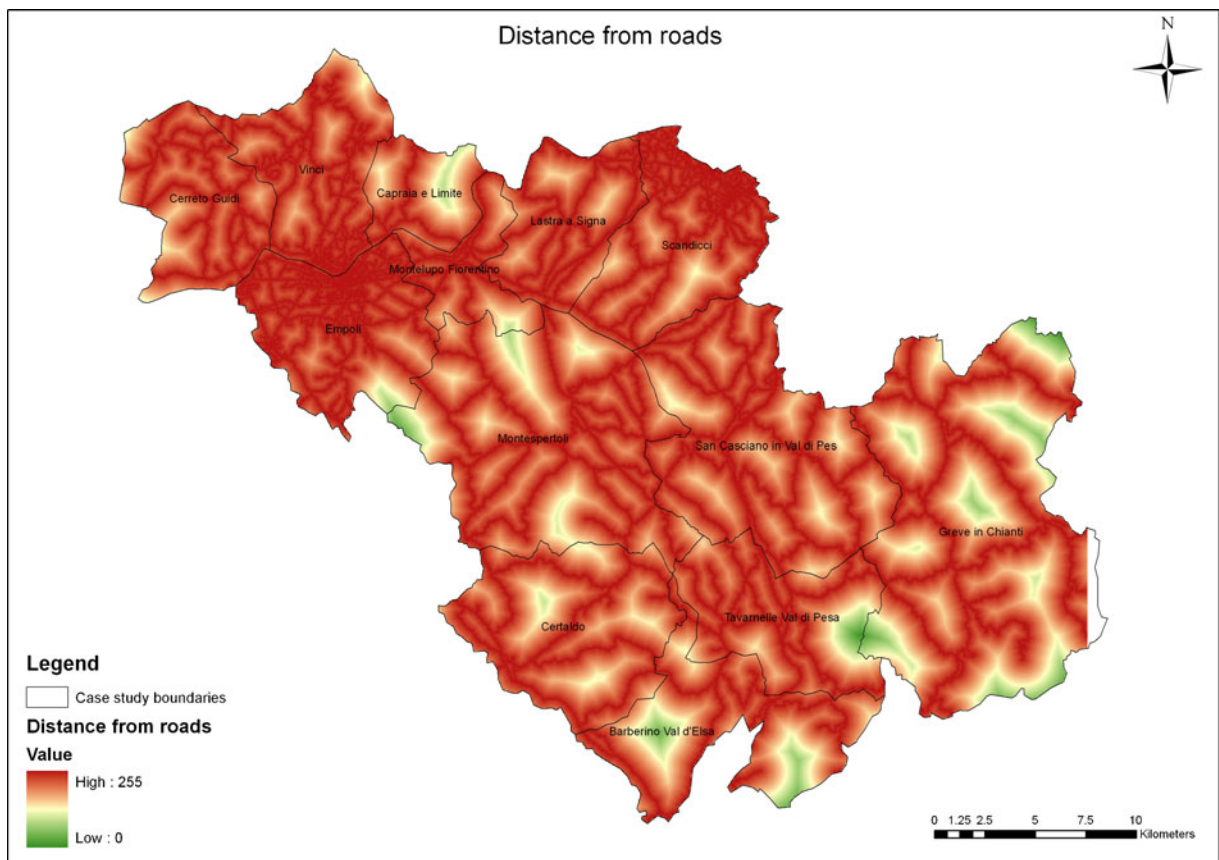 Distance from roads
N
Vinci
Cerreto Guidi
Capraia e Limite
Lastra a Signa
Scandicci
Montelupo Fiorentino
Empoli
Montespertoli
San Casciano in Val di Pes
Greve in Chianti
Certaldo
Tavarnelle Val di Pesa
Barberino Val d'Elsa
Legend
Case study boundaries
Distance from roads
Value
High : 255
Low : 0
0 1.25 2.5 5 7.5 10
Kilometers